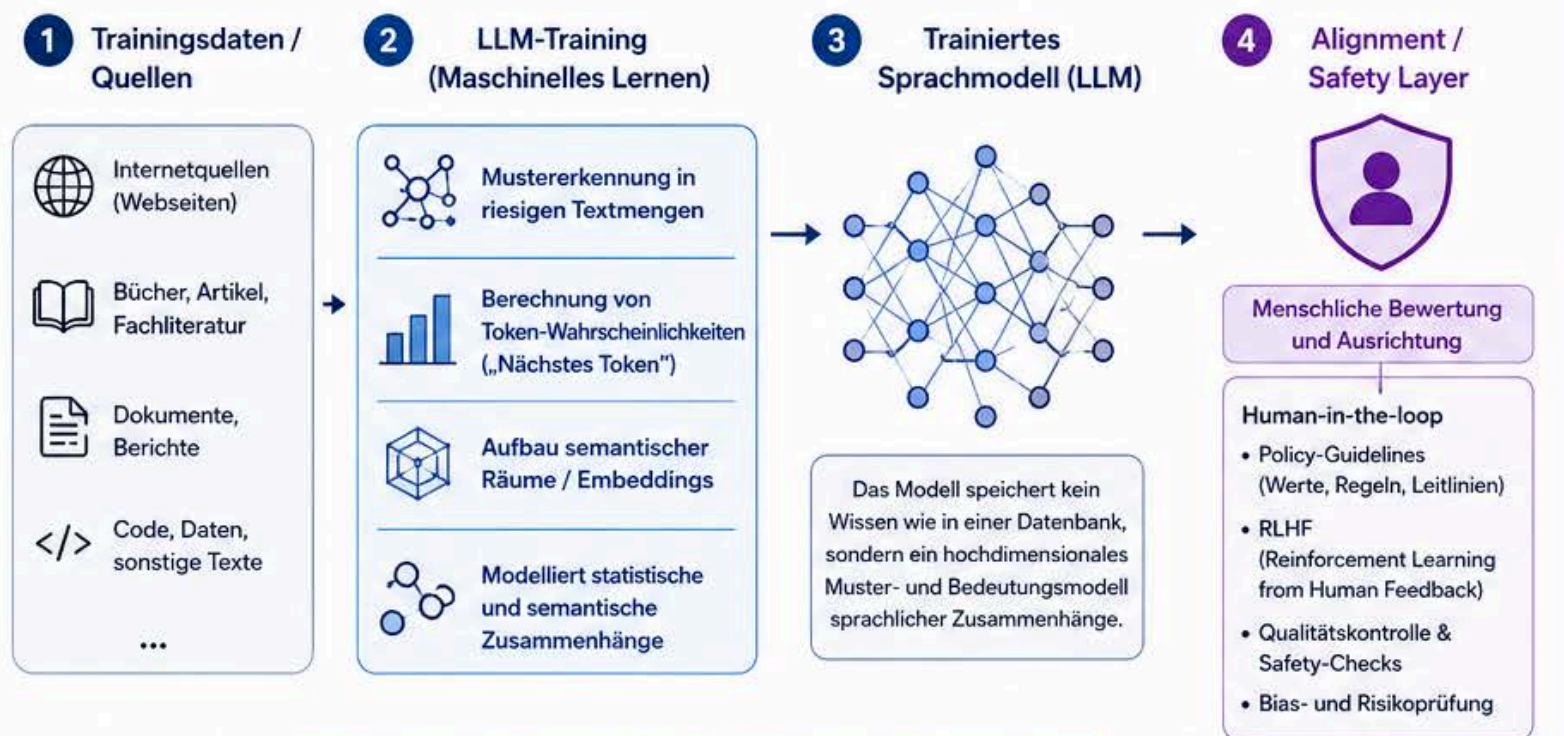 1 Trainingsdaten /
Quellen
Internetquellen
(Webseiten)
Bücher, Artikel,
Fachliteratur
Dokumente,
Berichte
</> Code, Daten,
sonstige Texte
...
2 LLM-Training
(Maschinelles Lernen)
Mustererkennung in
riesigen Textmengen
Berechnung von
Token-Wahrscheinlichkeiten
(„Nächstes Token")
Aufbau semantischer
Räume / Embeddings
Modelliert statistische
und semantische
Zusammenhänge
3 Trainiertes
Sprachmodell (LLM)
Das Modell speichert kein
Wissen wie in einer Datenbank,
sondern ein hochdimensionales
Muster- und Bedeutungsmodell
sprachlicher Zusammenhänge.
4 Alignment /
Safety Layer
Menschliche Bewertung
und Ausrichtung
Human-in-the-loop
• Policy-Guidelines
(Werte, Regeln, Leitlinien)
• RLHF
(Reinforcement Learning
from Human Feedback)
• Qualitätskontrolle &
Safety-Checks
• Bias- und Risikoprüfung